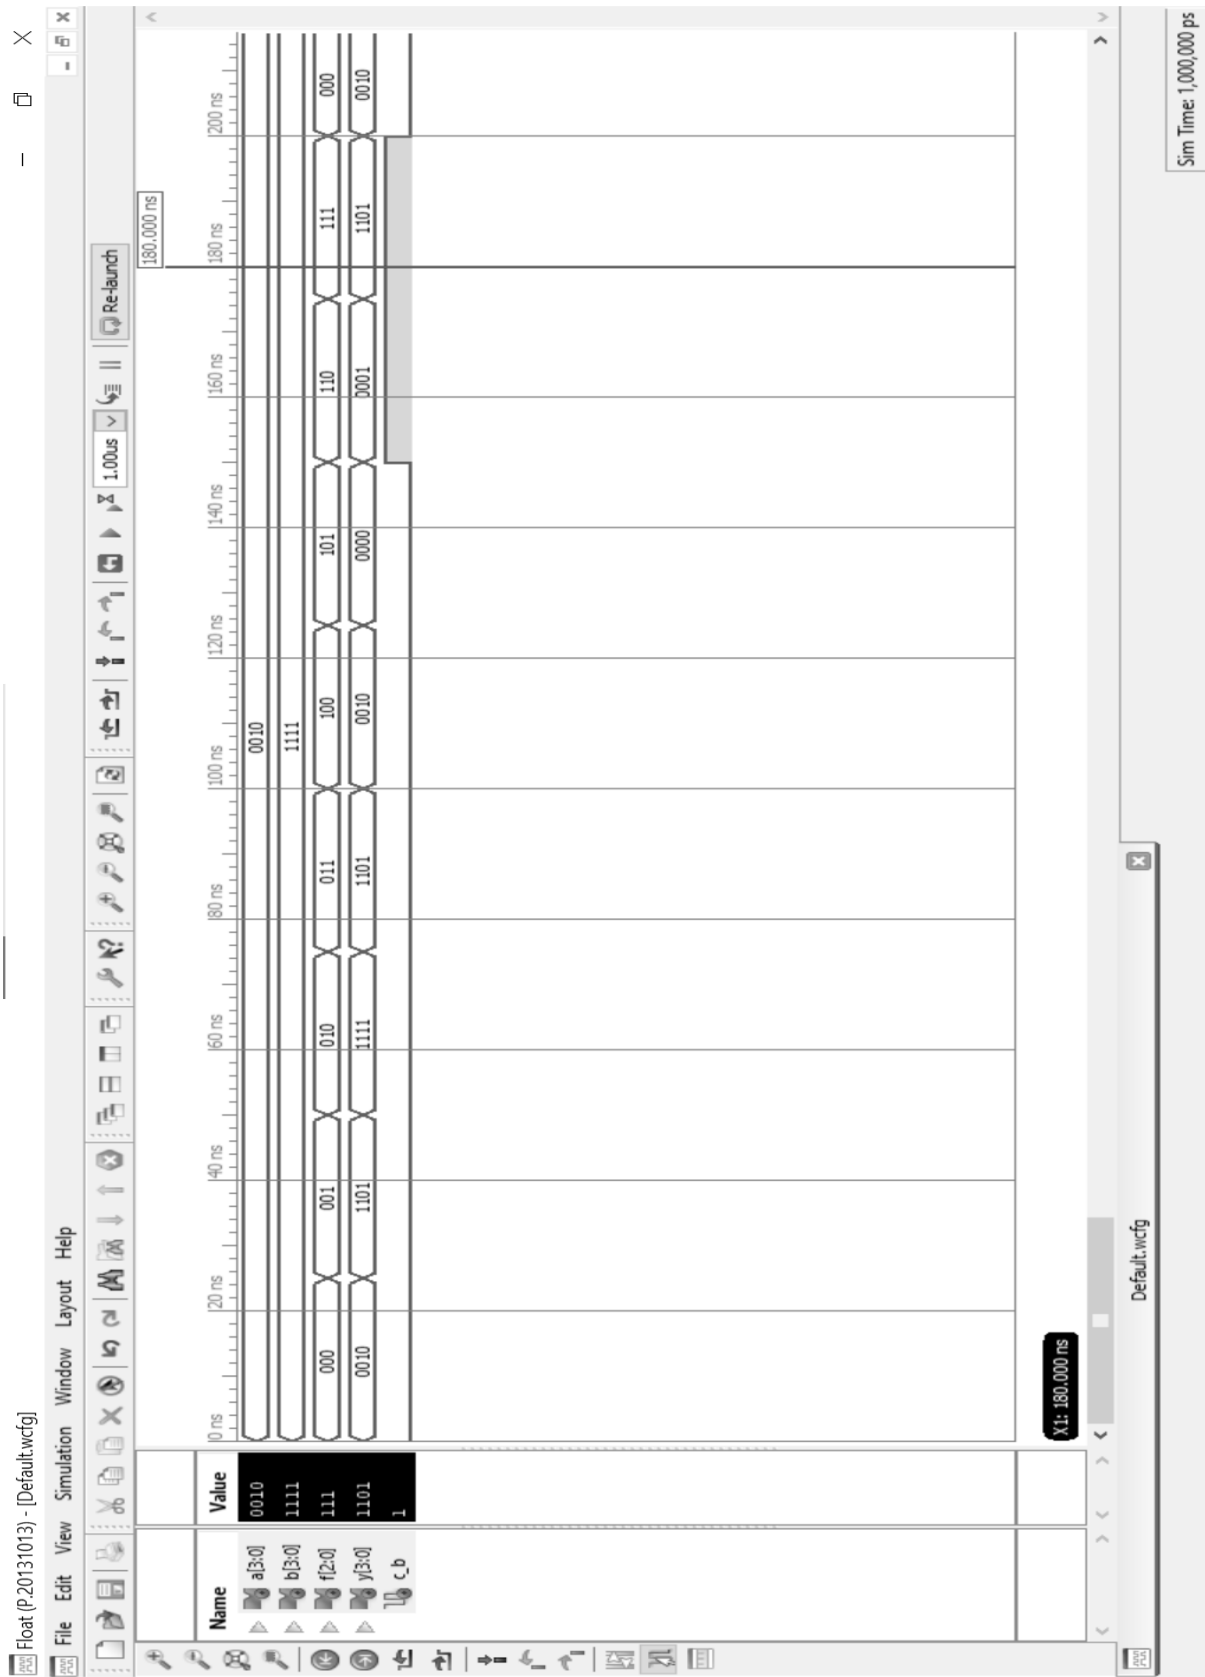 Float (P.20131013) - [Default.wcfg]
File Edit View Simulation Window Layout Help
1.00us Re-launch
180.000 ns
Name Value
0 ns 20 ns 40 ns 60 ns 80 ns 100 ns 120 ns 140 ns 160 ns 180 ns 200 ns
a[3:0] 0010 0010
b[3:0] 1111 1111
f[2:0] 111 000 001 010 011 100 101 110 111 000
y[3:0] 1101 0010 1101 1111 1101 0010 0000 0001 1101 0010
c_b 1
X1: 180.000 ns
Default.wcfg
Sim Time: 1,000,000 ps